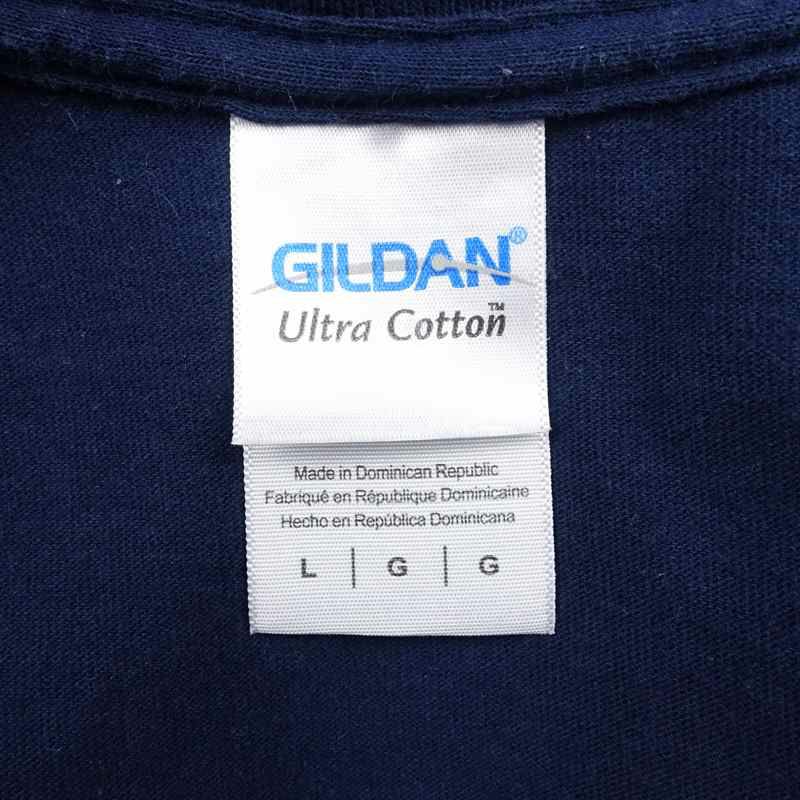 GILDAN®
Ultra Cotton™
Made in Dominican Republic
Fabriqué en République Dominicaine
Hecho en República Dominicana
L | G | G